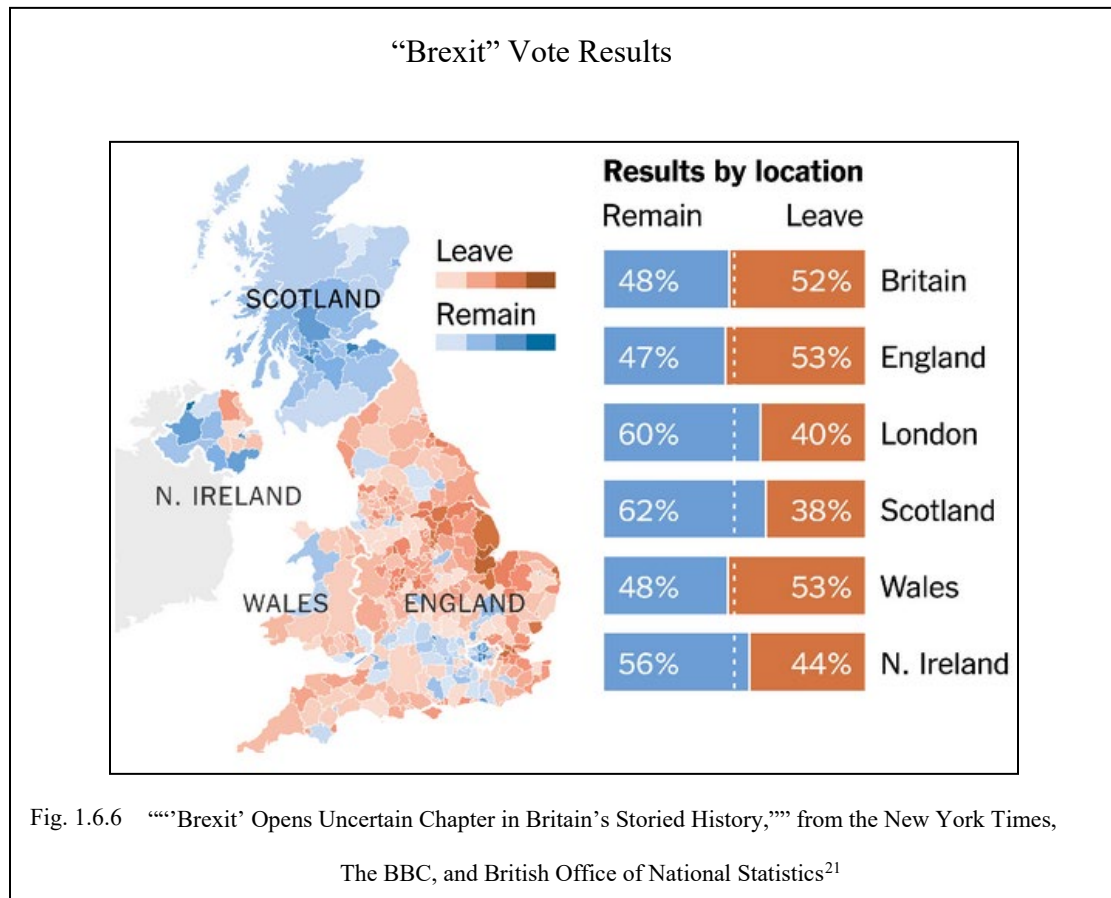 “Brexit” Vote Results
Results by location
Remain Leave
Leave
Remain
SCOTLAND
N. IRELAND
WALES
ENGLAND
48% 52% Britain
47% 53% England
60% 40% London
62% 38% Scotland
48% 53% Wales
56% 44% N. Ireland
Fig. 1.6.6 ““’Brexit’ Opens Uncertain Chapter in Britain’s Storied History,”” from the New York Times,
The BBC, and British Office of National Statistics21